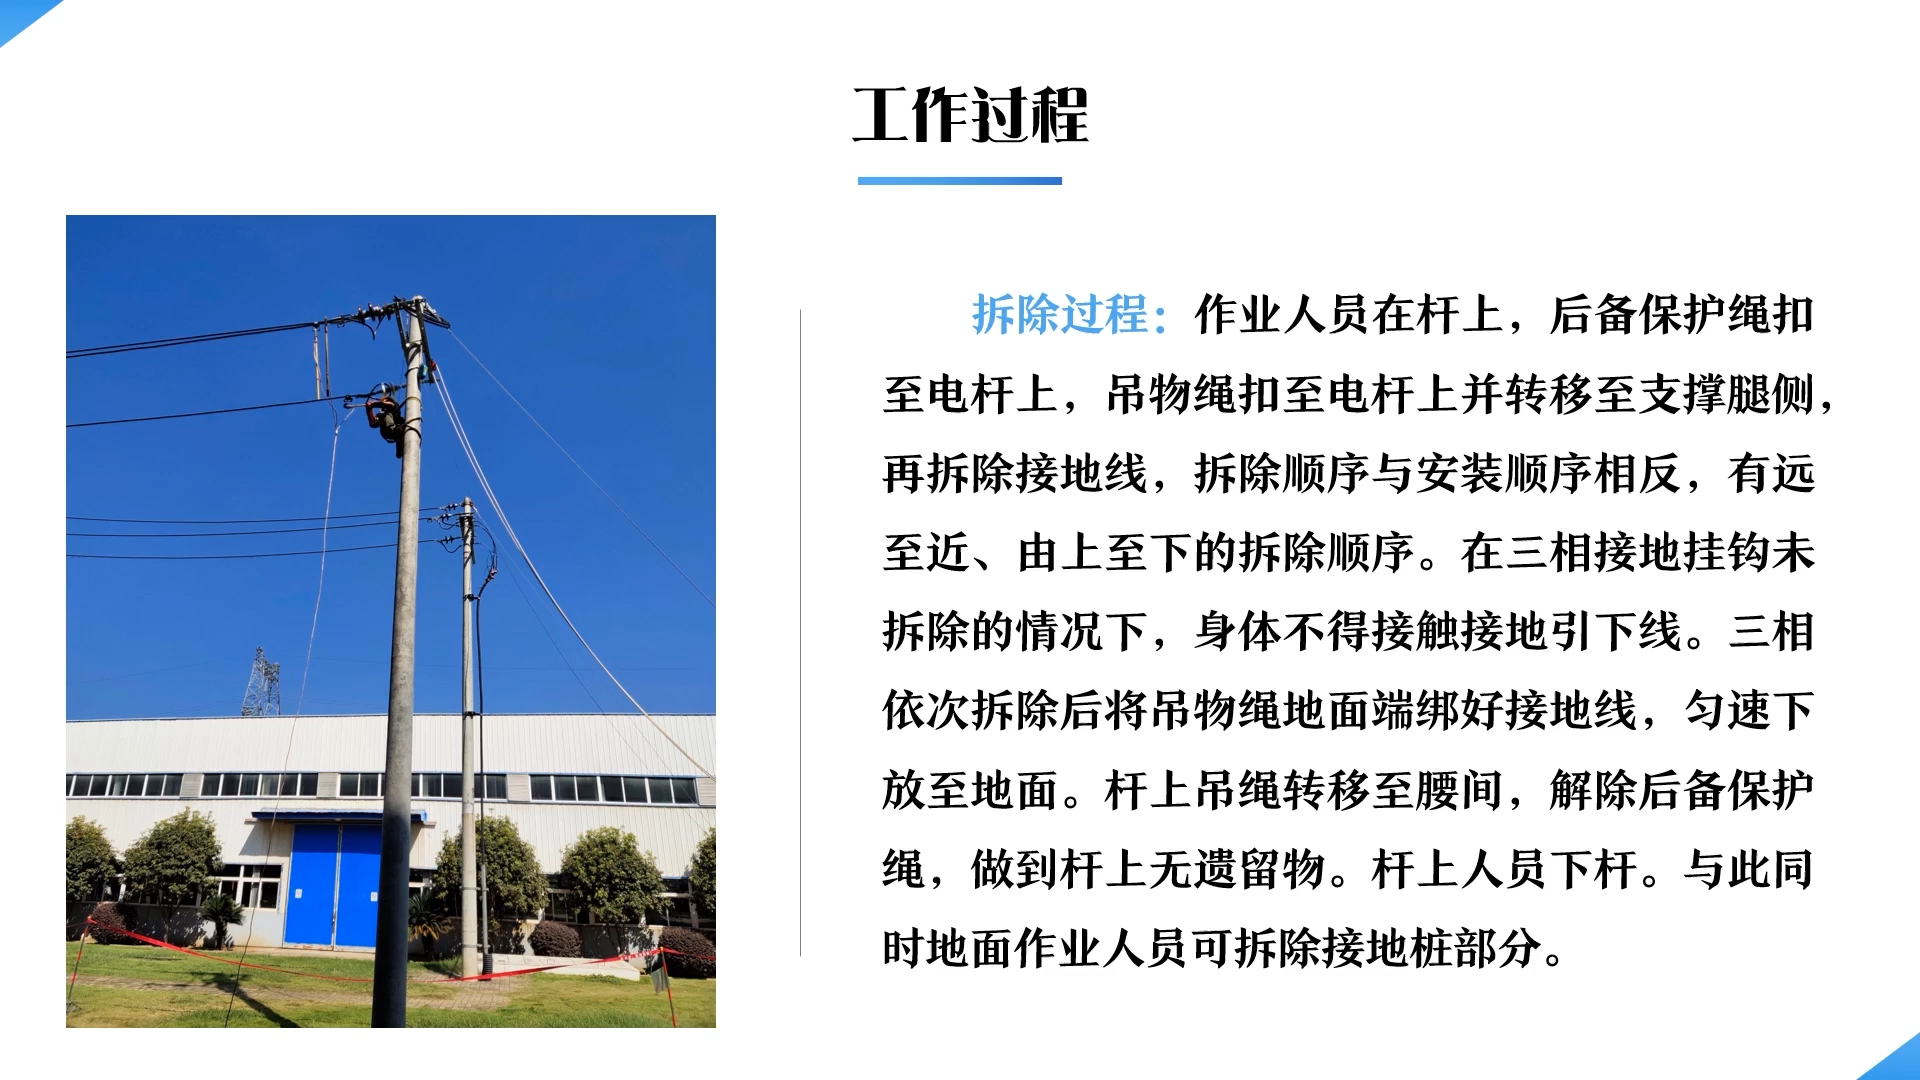 工作过程
拆除过程：作业人员在杆上，后备保护绳扣
至电杆上，吊物绳扣至电杆上并转移至支撑腿侧，
再拆除接地线，拆除顺序与安装顺序相反，有远
至近、由上至下的拆除顺序。在三相接地挂钩未
拆除的情况下，身体不得接触接地引下线。三相
依次拆除后将吊物绳地面端绑好接地线，匀速下
放至地面。杆上吊绳转移至腰间，解除后备保护
绳，做到杆上无遗留物。杆上人员下杆。与此同
时地面作业人员可拆除接地桩部分。